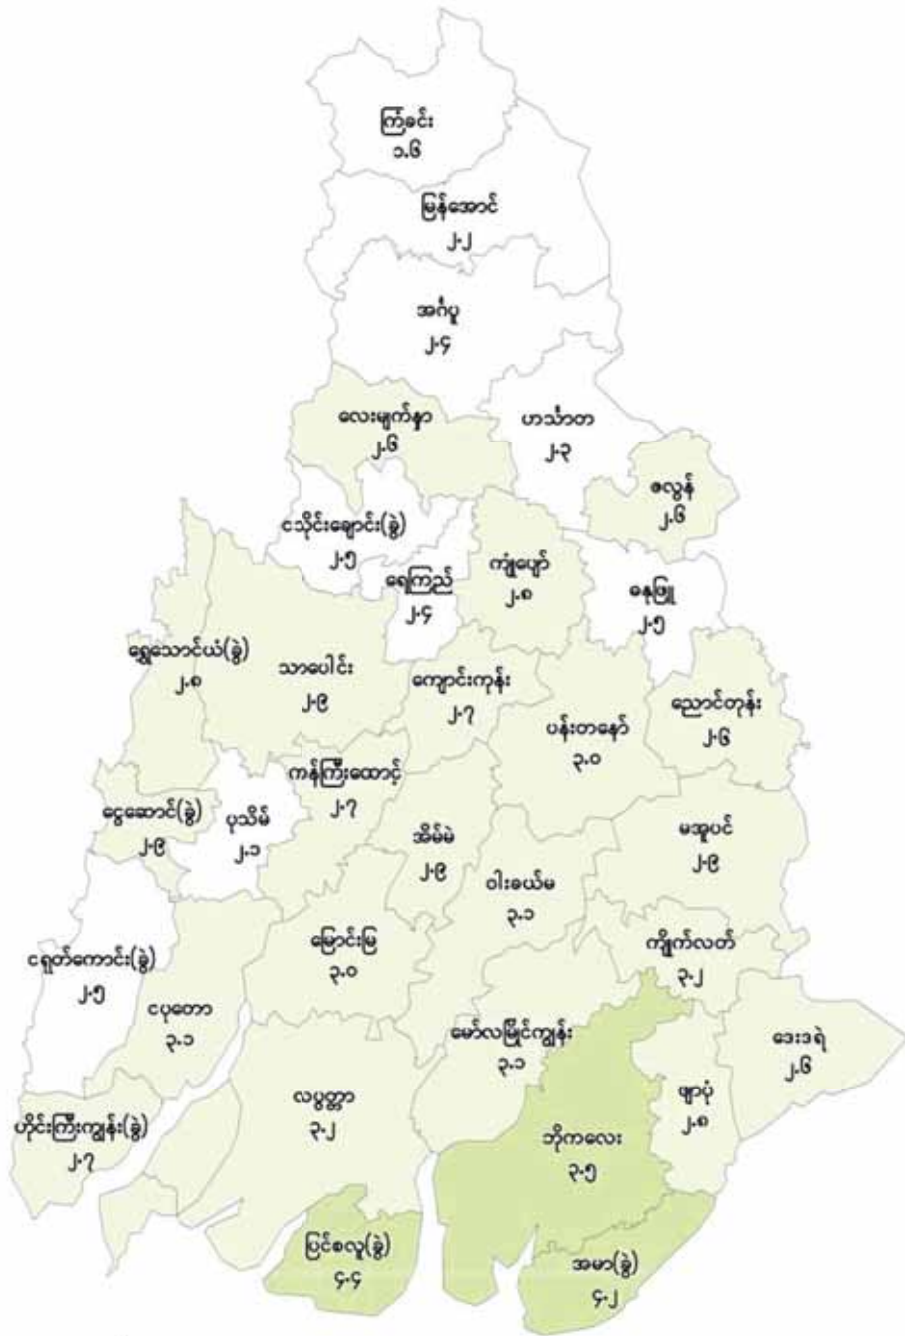 ကြံခင်း
၁.၆
မြန်အောင်
၂.၂
အင်္ဂပူ
၂.၄
လေးမျက်နှာ
၂.၆
ဟင်္သာတ
၂.၃
ဇလွန်
၂.၆
ငသိုင်းချောင်း(ခွဲ)
၂.၅
ရေကြည်
၂.၄
ကျုံပျော်
၂.၈
ဓနုဖြူ
၂.၅
ရွှေသောင်ယံ(ခွဲ)
၂.၈
သာပေါင်း
၂.၉
ကျောင်းကုန်း
၂.၇
ပန်းတနော်
၃.၀
ညောင်တုန်း
၂.၆
ငွေဆောင်(ခွဲ)
၂.၉
ပုသိမ်
၂.၁
ကန်ကြီးထောင့်
၂.၇
အိမ်မဲ
၂.၉
ဝါးခယ်မ
၃.၁
မအူပင်
၂.၉
ငရုတ်ကောင်း(ခွဲ)
၂.၅
ငပုတော
၃.၁
မြောင်းမြ
၃.၀
ကျိုက်လတ်
၃.၂
မော်လမြိုင်ကျွန်း
၃.၁
ဒေးဒရဲ
၂.၆
ဟိုင်းကြီးကျွန်း(ခွဲ)
၂.၇
လပွတ္တာ
၃.၂
ဘိုကလေး
၃.၅
ဖျာပုံ
၂.၈
ပြင်စလူ(ခွဲ)
၄.၄
အမာ(ခွဲ)
၄.၂